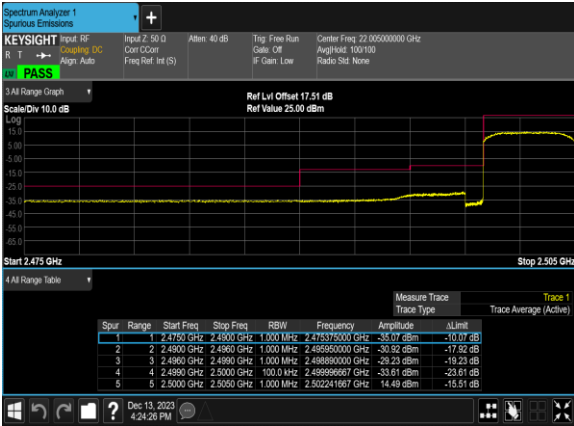 Spectrum Analyzer 1
Spurious Emissions
+
KEYSIGHT Input: RF Input Z: 50 Ω Atten: 40 dB Trig: Free Run Center Freq: 22.005000000 GHz
R T Coupling: DC Corr CCorr Gate: Off Avg|Hold: 100/100
Align: Auto Freq Ref: Int (S) IF Gain: Low Radio Std: None
PASS
3 All Range Graph
Ref Lvl Offset 17.51 dB
Scale/Div 10.0 dB Ref Value 25.00 dBm
Log
15.0
5.00
-5.00
-15.0
-25.0
-35.0
-45.0
-55.0
-65.0
Start 2.475 GHz Stop 2.505 GHz
4 All Range Table
Measure Trace Trace 1
Trace Type Trace Average (Active)
Spur Range Start Freq Stop Freq RBW Frequency Amplitude ΔLimit
1 1 2.4750 GHz 2.4900 GHz 1.000 MHz 2.475375000 GHz -35.07 dBm -10.07 dB
2 2 2.4900 GHz 2.4960 GHz 1.000 MHz 2.495950000 GHz -30.92 dBm -17.92 dB
3 3 2.4960 GHz 2.4990 GHz 1.000 MHz 2.498890000 GHz -29.23 dBm -19.23 dB
4 4 2.4990 GHz 2.5000 GHz 100.0 kHz 2.499996667 GHz -33.61 dBm -23.61 dB
5 5 2.5000 GHz 2.5050 GHz 1.000 MHz 2.502241667 GHz 14.49 dBm -15.51 dB
?
Dec 13, 2023
4:24:26 PM